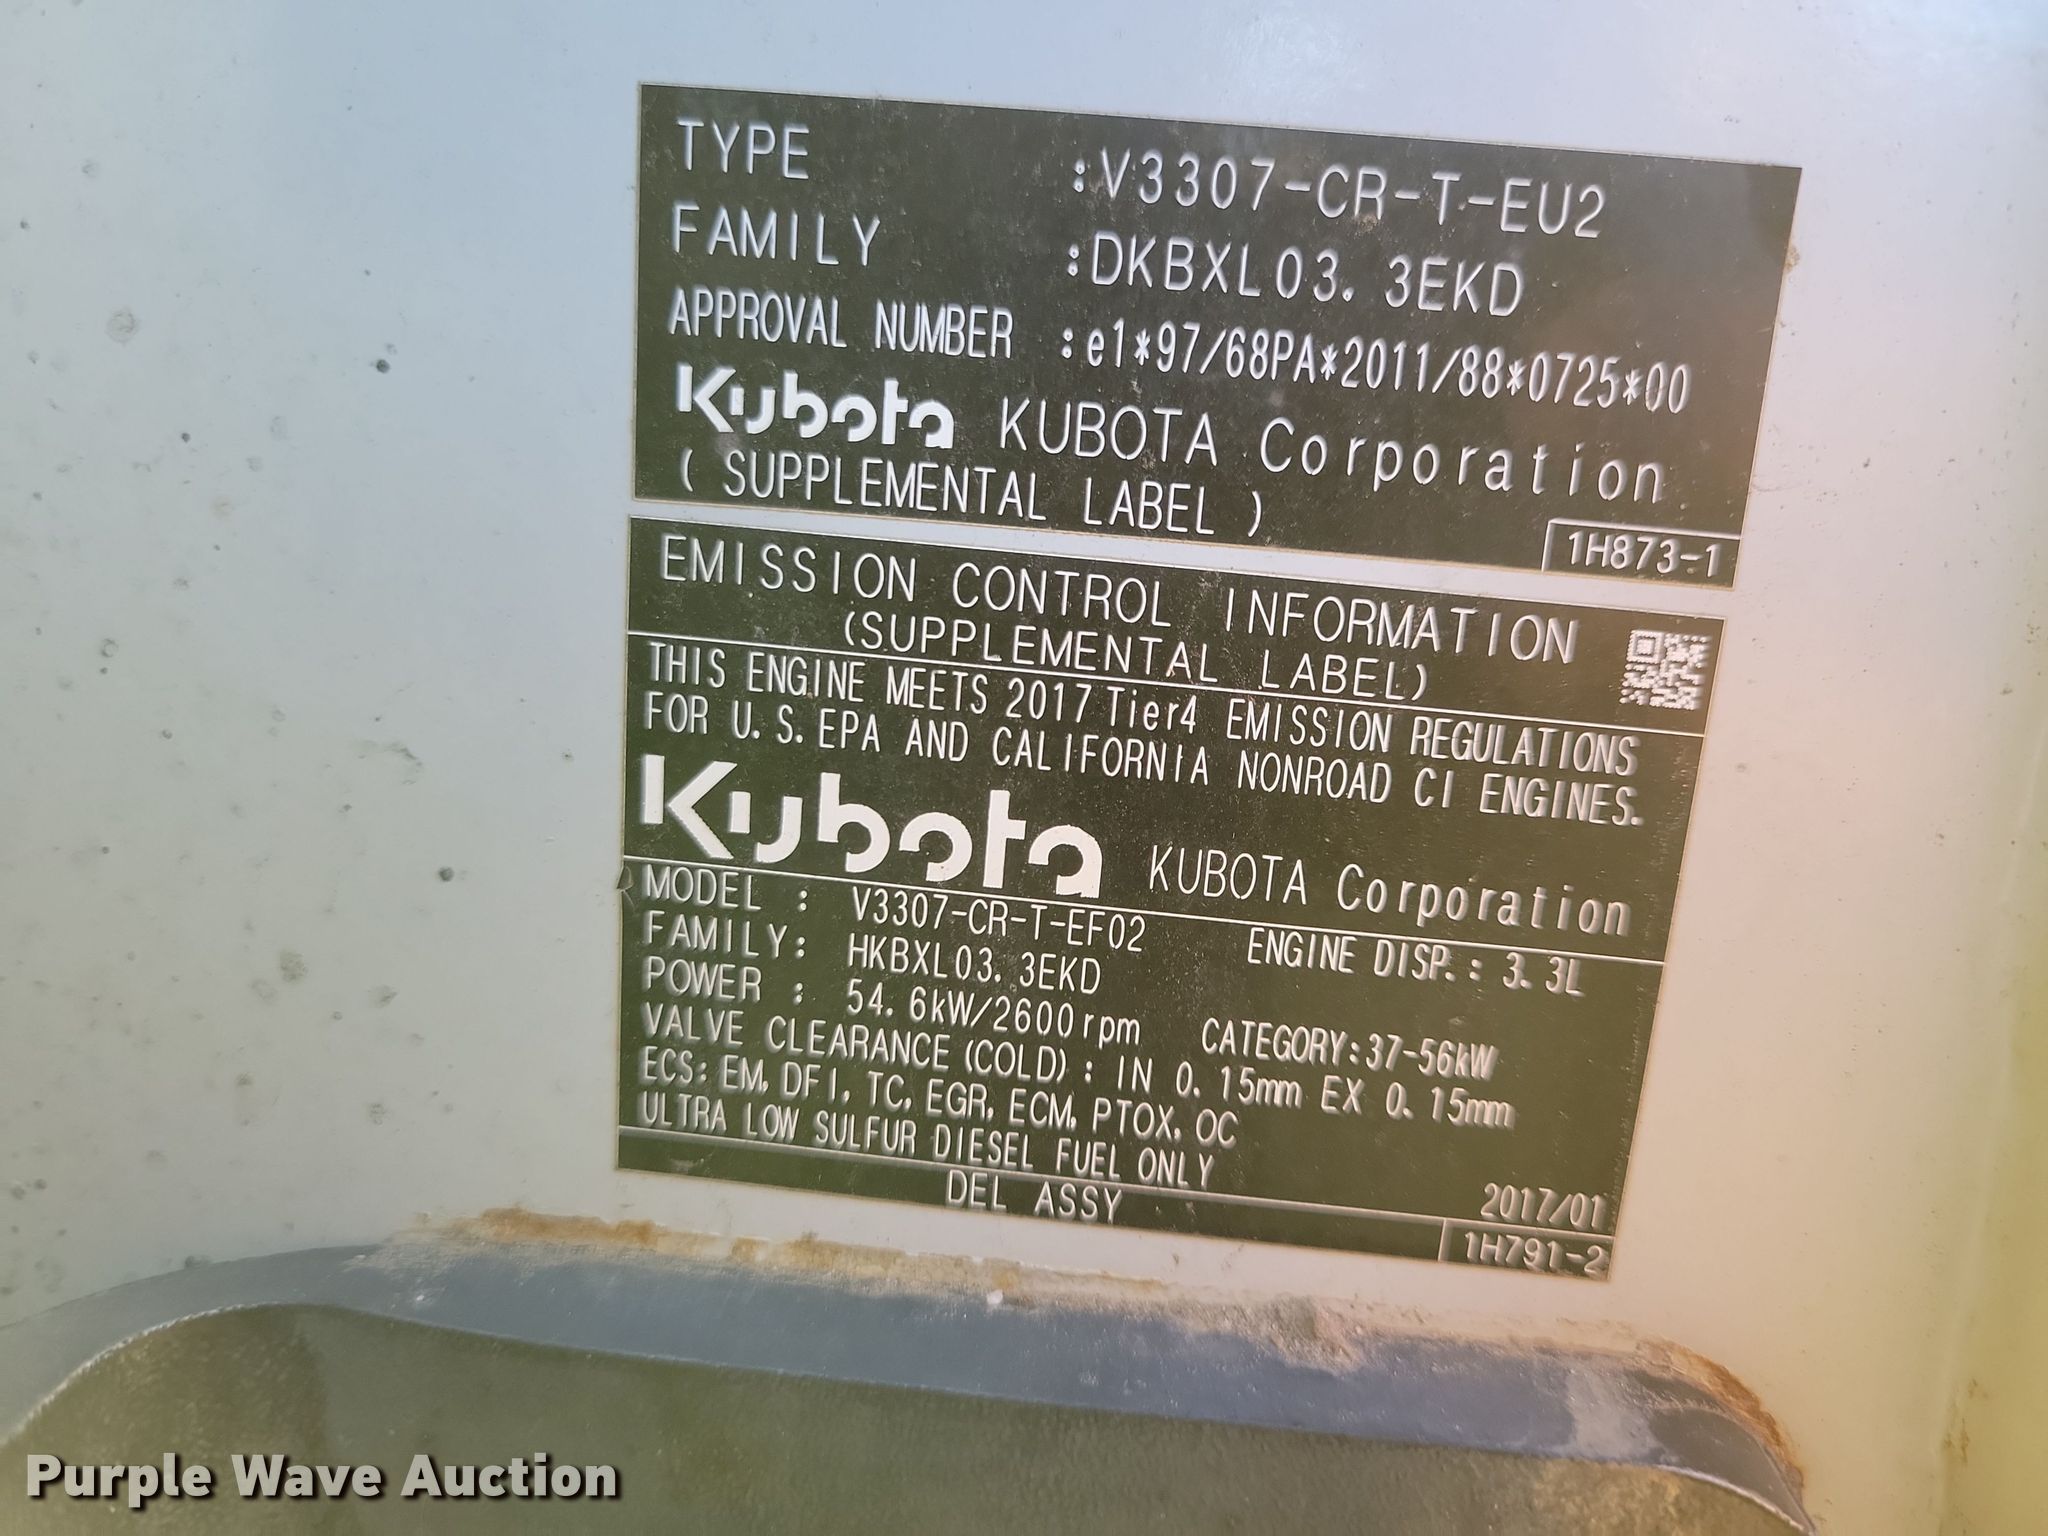 TYPE :V3307-CR-T-EU2
FAMILY :DKBXL03.3EKD
APPROVAL NUMBER :e1*97/68PA*2011/88*0725*00
Kubota KUBOTA Corporation
(SUPPLEMENTAL LABEL)
1H873-1
EMISSION CONTROL INFORMATION
(SUPPLEMENTAL LABEL)
THIS ENGINE MEETS 2017 Tier4 EMISSION REGULATIONS
FOR U.S.EPA AND CALIFORNIA NONROAD CI ENGINES.
Kubota KUBOTA Corporation
MODEL : V3307-CR-T-EF02 ENGINE DISP.: 3.3L
FAMILY: HKBXL03.3EKD
POWER : 54.6kW/2600rpm CATEGORY:37-56kW
VALVE CLEARANCE(COLD): IN 0.15mm EX 0.15mm
ECS: EM, DFI, TC, EGR, ECM, PTOX, OC
ULTRA LOW SULFUR DIESEL FUEL ONLY
2017/01
DEL ASSY
1H791-2
Purple Wave Auction